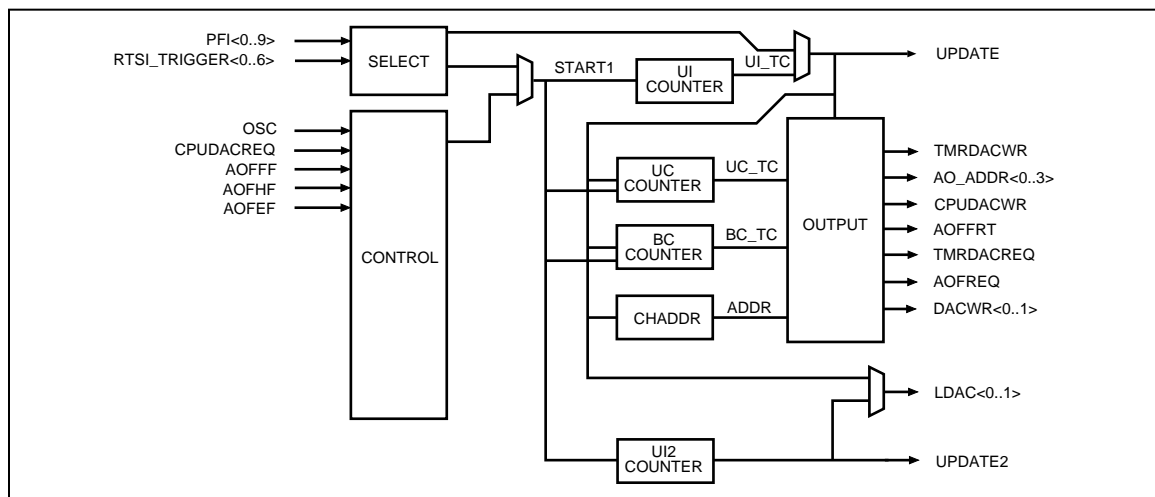 PFI<0..9>
RTSI_TRIGGER<0..6>
SELECT
START1
UI
COUNTER
UI_TC
UPDATE
OSC
CPUDACREQ
AOFFF
AOFHF
AOFEF
CONTROL
UC
COUNTER
UC_TC
BC
COUNTER
BC_TC
CHADDR
ADDR
OUTPUT
TMRDACWR
AO_ADDR<0..3>
CPUDACWR
AOFFRT
TMRDACREQ
AOFREQ
DACWR<0..1>
LDAC<0..1>
UI2
COUNTER
UPDATE2